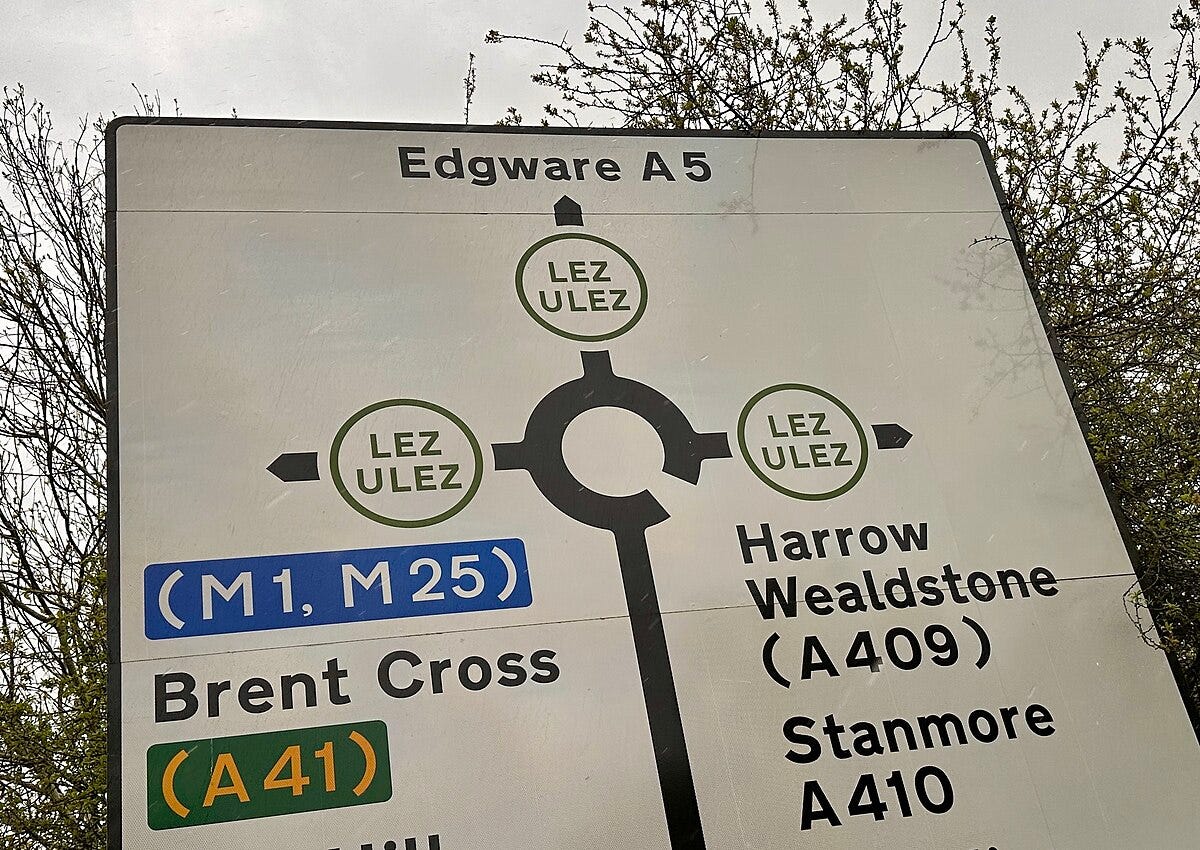 Edgware A5
LEZ
ULEZ
LEZ
ULEZ
LEZ
ULEZ
(M1, M25)
Brent Cross
(A41)
Harrow
Wealdstone
(A409)
Stanmore
A410